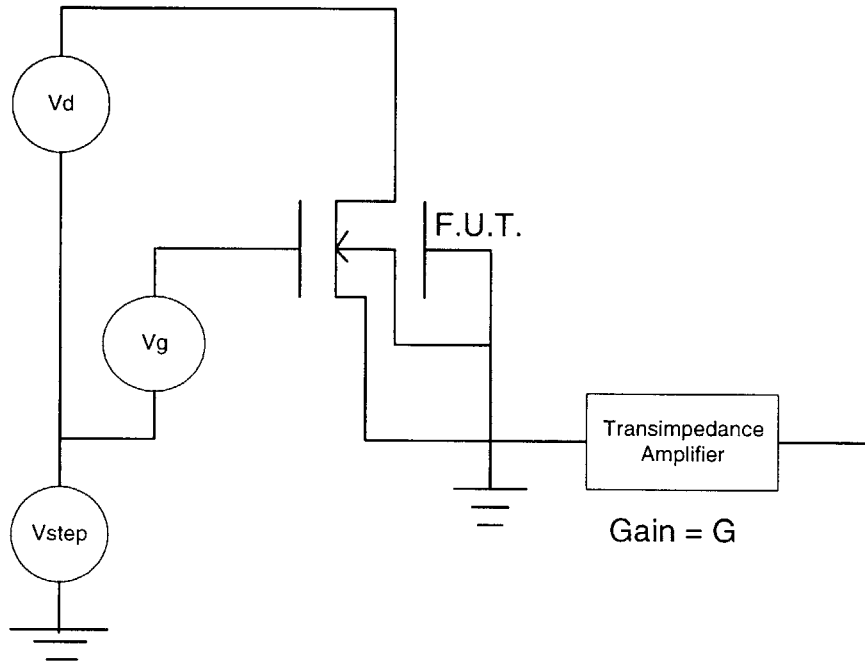 Vd
F.U.T.
Vg
Transimpedance
Amplifier
Vstep
Gain = G